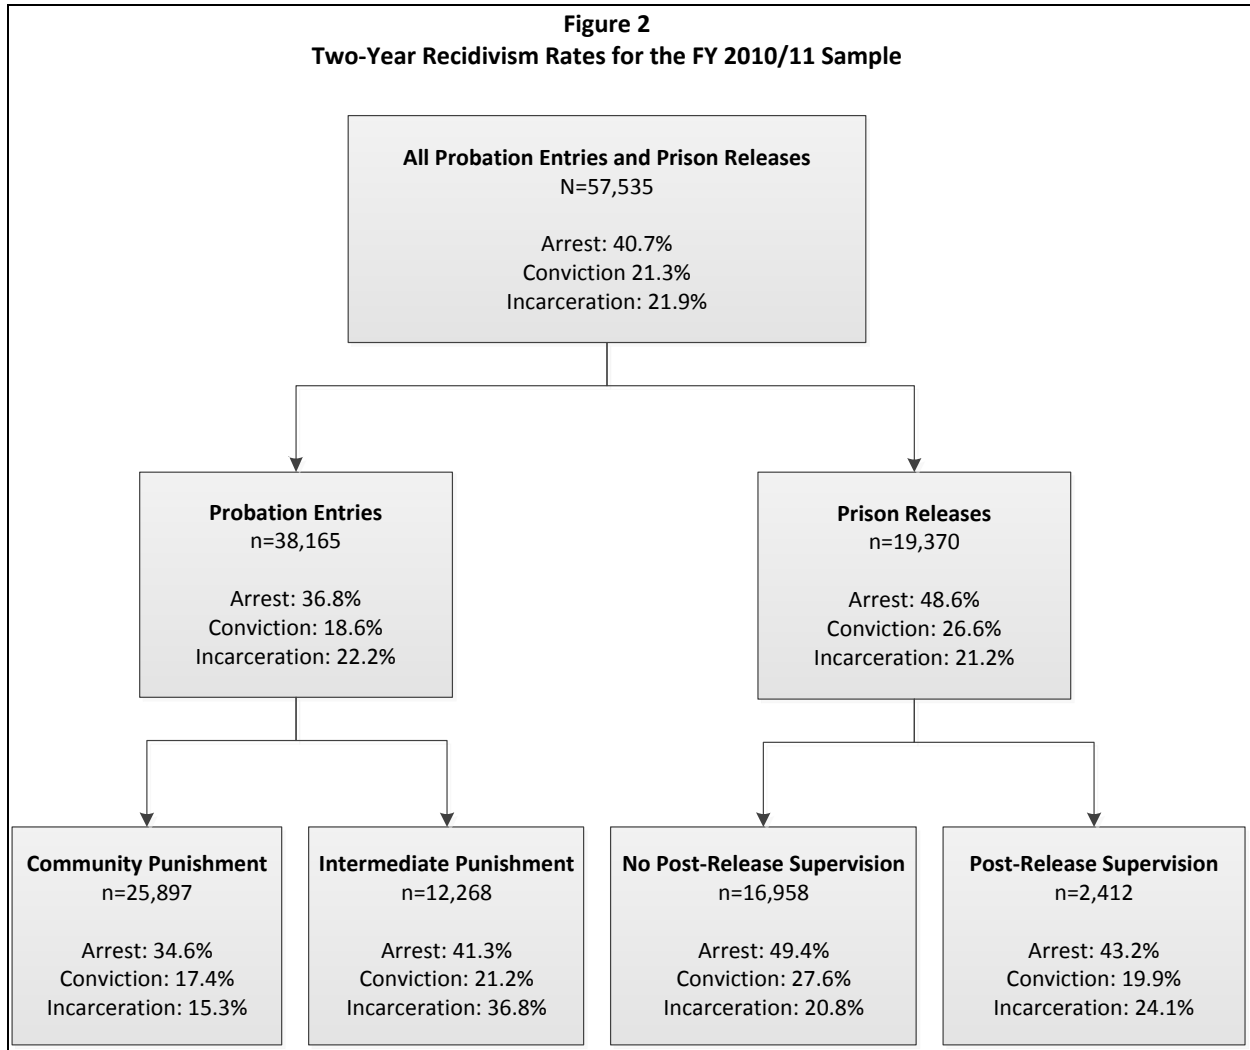 Figure 2
Two-Year Recidivism Rates for the FY 2010/11 Sample
All Probation Entries and Prison Releases
N=57,535
Arrest: 40.7%
Conviction 21.3%
Incarceration: 21.9%
Probation Entries
n=38,165
Arrest: 36.8%
Conviction: 18.6%
Incarceration: 22.2%
Prison Releases
n=19,370
Arrest: 48.6%
Conviction: 26.6%
Incarceration: 21.2%
Community Punishment
n=25,897
Arrest: 34.6%
Conviction: 17.4%
Incarceration: 15.3%
Intermediate Punishment
n=12,268
Arrest: 41.3%
Conviction: 21.2%
Incarceration: 36.8%
No Post-Release Supervision
n=16,958
Arrest: 49.4%
Conviction: 27.6%
Incarceration: 20.8%
Post-Release Supervision
n=2,412
Arrest: 43.2%
Conviction: 19.9%
Incarceration: 24.1%